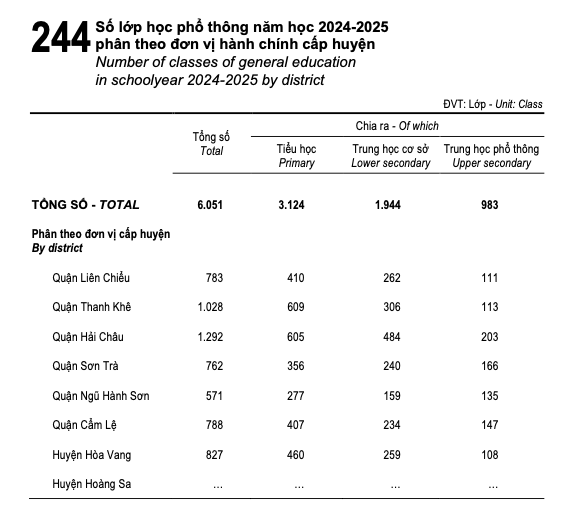 244 Số lớp học phổ thông năm học 2024-2025
phân theo đơn vị hành chính cấp huyện
Number of classes of general education
in schoolyear 2024-2025 by district
ĐVT: Lớp - Unit: Class
Tổng số
Total
Chia ra - Of which
Tiểu học
Primary
Trung học cơ sở
Lower secondary
Trung học phổ thông
Upper secondary
TỔNG SỐ - TOTAL 6.051 3.124 1.944 983
Phân theo đơn vị cấp huyện
By district
Quận Liên Chiểu 783 410 262 111
Quận Thanh Khê 1.028 609 306 113
Quận Hải Châu 1.292 605 484 203
Quận Sơn Trà 762 356 240 166
Quận Ngũ Hành Sơn 571 277 159 135
Quận Cẩm Lệ 788 407 234 147
Huyện Hòa Vang 827 460 259 108
Huyện Hoàng Sa ... ... ... ...